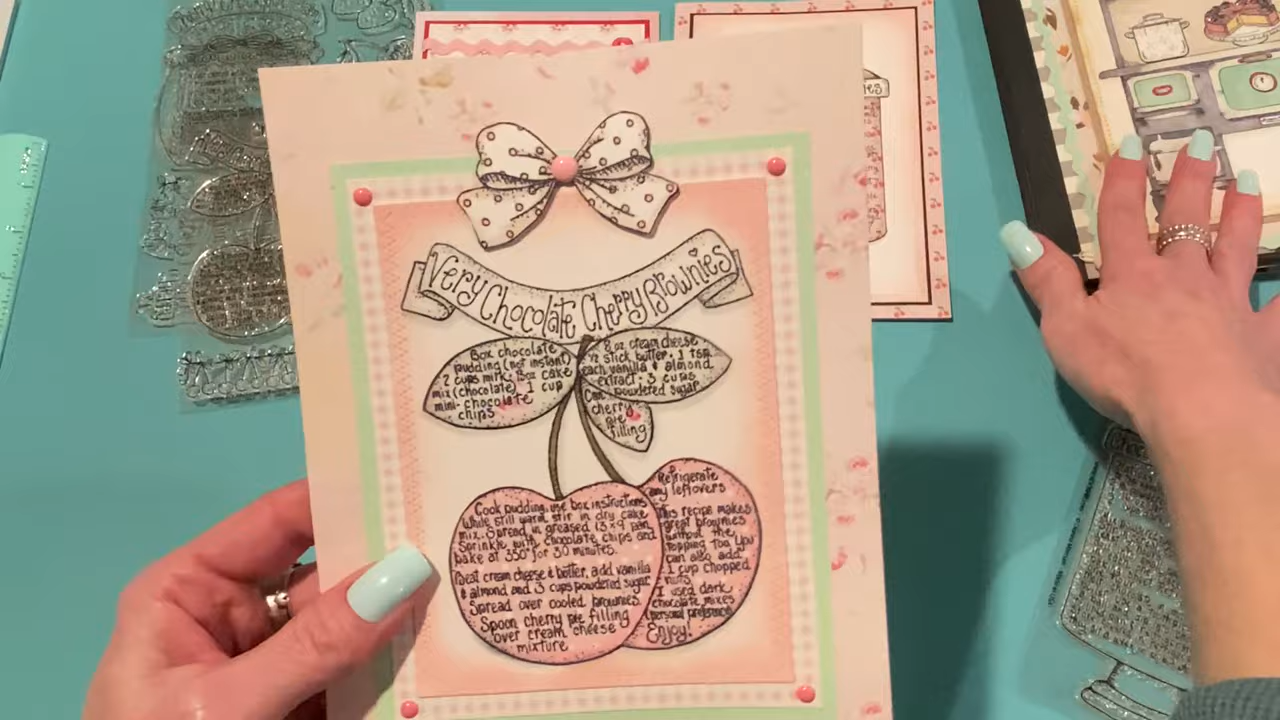 Very Chocolate Cherry Brownies
Box chocolate
pudding (not instant)
2 cups milk • Box cake
mix (chocolate) 1 cup
mini-chocolate
chips
8 oz. cream cheese
½ stick butter • 1 tsp.
each vanilla & almond
extract • 3 cups
powdered sugar
cherry
pie
filling
Cook pudding, use box instructions
While still warm stir in dry cake
mix. Spread in greased 13x9 pan.
Sprinkle with chocolate chips and
bake at 350° for 30 minutes.
Beat cream cheese & butter, add vanilla
& almond and 3 cups powdered sugar
Spread over cooled brownies.
Spoon cherry pie filling
over cream cheese
mixture
Refrigerate
any leftovers
This recipe makes
great brownies
without the
topping too. You
can also add
1 cup chopped
nuts
I used dark
chocolate mixes
(personal preference)
Enjoy!